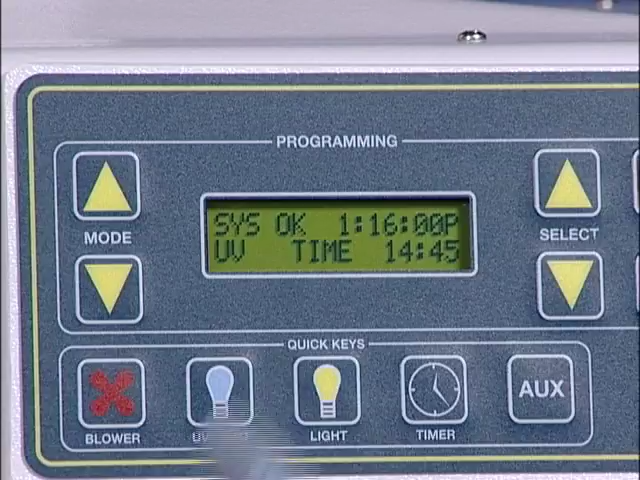 PROGRAMMING
SYS OK 1:16:00P
UV TIME 14:45
MODE
SELECT
QUICK KEYS
AUX
BLOWER
LIGHT
TIMER